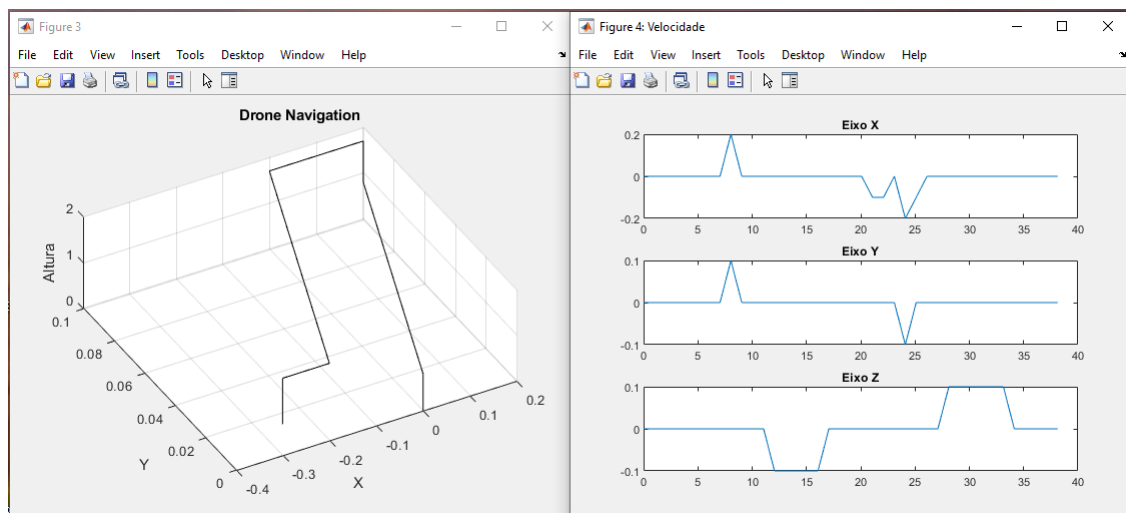 Figure 3
File Edit View Insert Tools Desktop Window Help
Drone Navigation
2
1
0
Altura
0.1
0.08
0.06
0.04
0.02
0
Y
-0.4
-0.3
-0.2
-0.1
0
0.1
0.2
X
Figure 4: Velocidade
File Edit View Insert Tools Desktop Window Help
Eixo X
0.2
0
-0.2
0 5 10 15 20 25 30 35 40
Eixo Y
0.1
0
-0.1
0 5 10 15 20 25 30 35 40
Eixo Z
0.1
0
-0.1
0 5 10 15 20 25 30 35 40